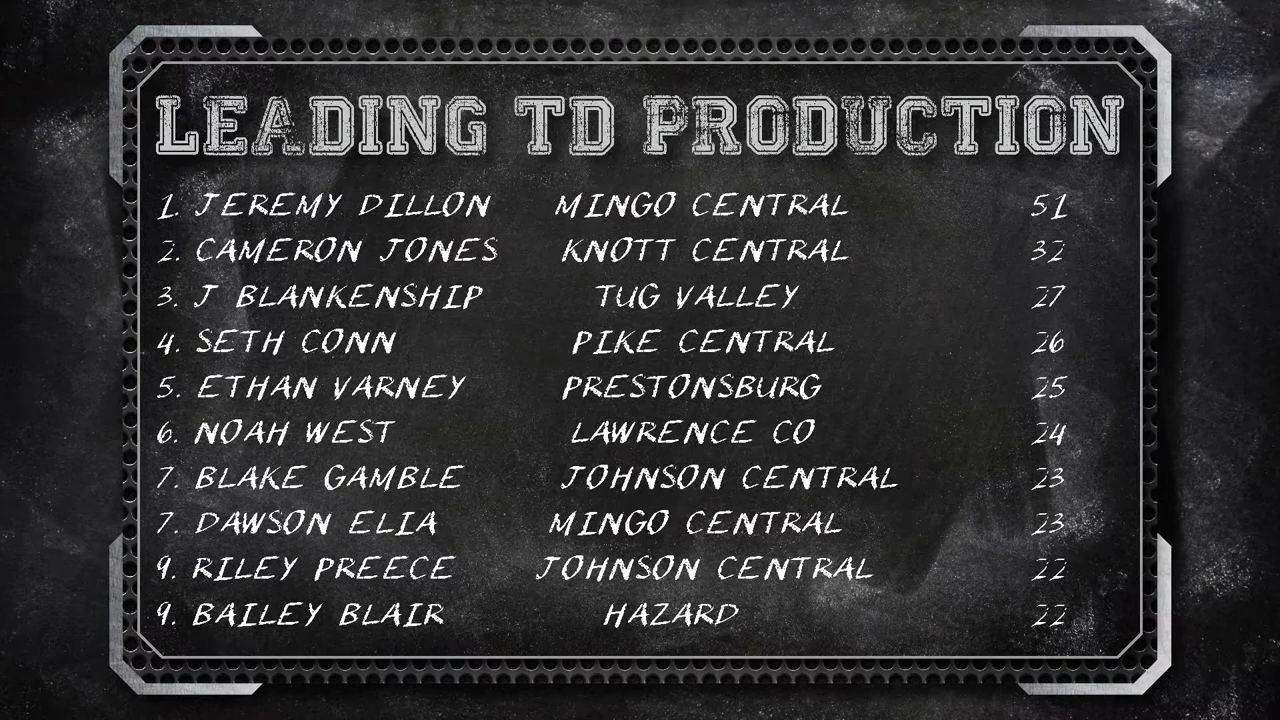 LEADING TD PRODUCTION
1. JEREMY DILLON MINGO CENTRAL 51
2. CAMERON JONES KNOTT CENTRAL 32
3. J BLANKENSHIP TUG VALLEY 27
4. SETH CONN PIKE CENTRAL 26
5. ETHAN VARNEY PRESTONSBURG 25
6. NOAH WEST LAWRENCE CO 24
7. BLAKE GAMBLE JOHNSON CENTRAL 23
7. DAWSON ELIA MINGO CENTRAL 23
9. RILEY PREECE JOHNSON CENTRAL 22
9. BAILEY BLAIR HAZARD 22